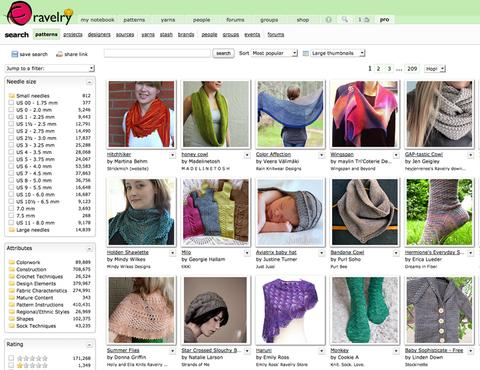 ravelry
my notebook patterns yarns people forums groups shop pro
search patterns projects designers sources yarns stash brands people groups events forums
save search share link search Sort Most popular Large thumbnails
Jump to a filter: 1 2 3 ... 209 Hop!
Needle size
Small needles 812
US 00 - 1.75 mm 377
US 0 - 2.0 mm 5,246
US 1 - 2.25 mm 9,443
US 1½ - 2.5 mm 12,791
US 2 - 2.75 mm 14,490
US 2½ - 3.0 mm 17,837
US 3 - 3.25 mm 25,285
US 4 - 3.5 mm 28,088
US 5 - 3.75 mm 24,067
US 6 - 4.0 mm 53,583
US 7 - 4.5 mm 38,197
US 8 - 5.0 mm 36,756
US 9 - 5.5 mm 16,648
US 10 - 6.0 mm 17,657
US 10½ - 6.5 mm 11,688
7.0 mm 3,693
7.5 mm 268
US 11 - 8.0 mm 9,178
Large needles 14,839
Hitchhiker
by Martina Behm
Strickmich (website)
honey cowl
by Madelinetosh
M A D E L I N E T O S H
Color Affection
by Veera Välimäki
Rain Knitwear Designs
Wingspan
by maylin Tri'Coterie De...
Wingspan and Beyond
GAP-tastic Cowl
by Jen Geigley
heyjenrenee's Ravelry down...
Holden Shawlette
by Mindy Wilkes
Mindy Wilkes Designs
Milo
by Georgie Hallam
tikki
Aviatrix baby hat
by Justine Turner
Just Jussi
Bandana Cowl
by Purl Soho
Purl Bee
Hermione's Everyday S...
by Erica Lueder
Dreams in Fiber
Attributes
Colorwork 89,889
Construction 708,675
Crochet Techniques 26,524
Design Elements 379,967
Fabric Characteristics 274,991
Mature Content 343
Pattern Instructions 410,431
Regional/Ethnic Styles 26,969
Shapes 102,375
Sock Techniques 43,235
Rating
171,268
1,349
Summer Flies
by Donna Griffin
Holly and Ella Knits Ravelry ...
Star Crossed Slouchy B...
by Natalie Larson
Strands of Me
Haruni
by Emily Ross
Emily Ross' Ravelry Store
Monkey
by Cookie A
Knit. Sock. Love.
Baby Sophisticate - Free
by Linden Down
Stockinette